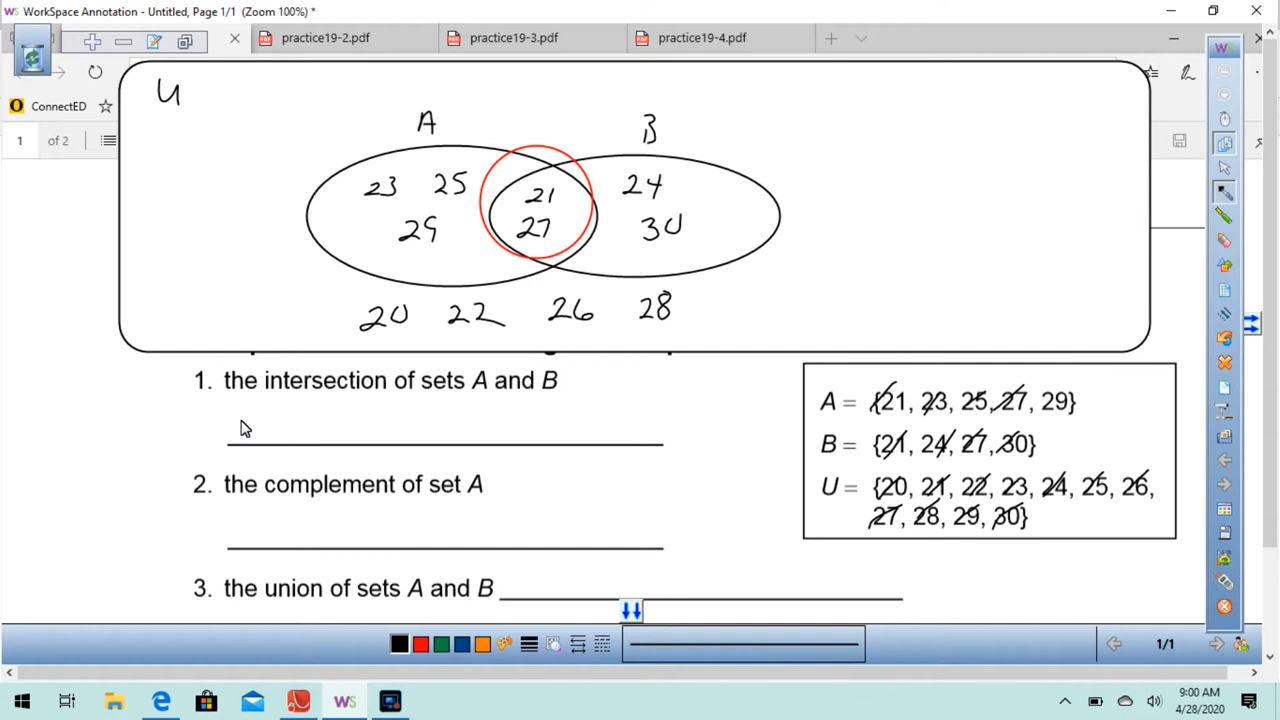 WorkSpace Annotation - Untitled, Page 1/1 (Zoom 100%) *
practice19-2.pdf
practice19-3.pdf
practice19-4.pdf
ConnectED
1 of 2
U
A B
23 25 21 24
29 27 30
20 22 26 28
1. the intersection of sets A and B
2. the complement of set A
3. the union of sets A and B
A = {21, 23, 25, 27, 29}
B = {21, 24, 27, 30}
U = {20, 21, 22, 23, 24, 25, 26,
27, 28, 29, 30}
1/1
9:00 AM
4/28/2020